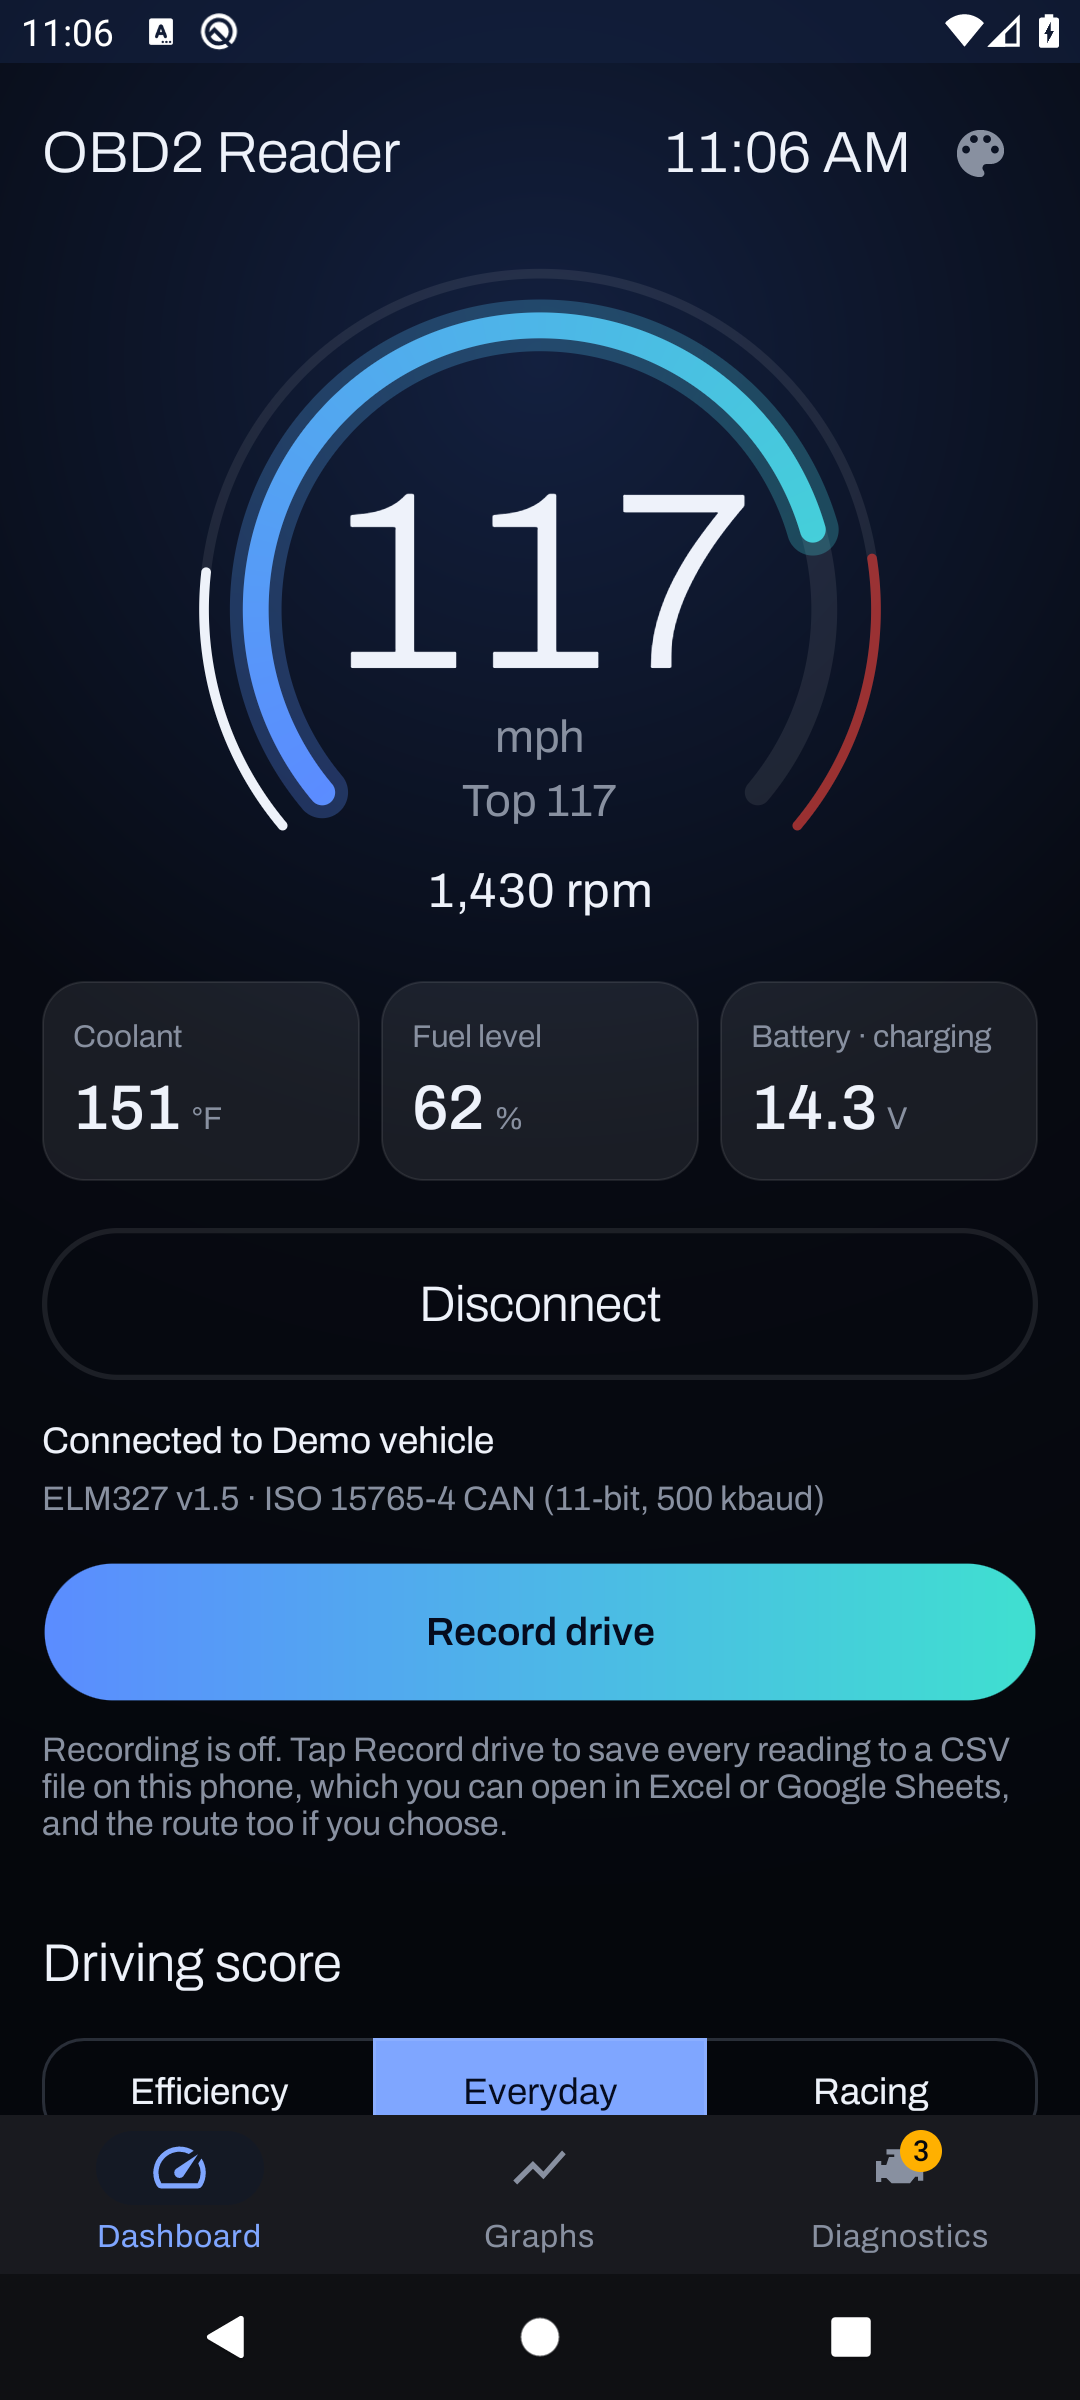 11:06
OBD2 Reader
11:06 AM
117
mph
Top 117
1,430 rpm
Coolant
151 °F
Fuel level
62 %
Battery · charging
14.3 V
Disconnect
Connected to Demo vehicle
ELM327 v1.5 · ISO 15765-4 CAN (11-bit, 500 kbaud)
Record drive
Recording is off. Tap Record drive to save every reading to a CSV
file on this phone, which you can open in Excel or Google Sheets,
and the route too if you choose.
Driving score
Efficiency
Everyday
Racing
3
Dashboard
Graphs
Diagnostics